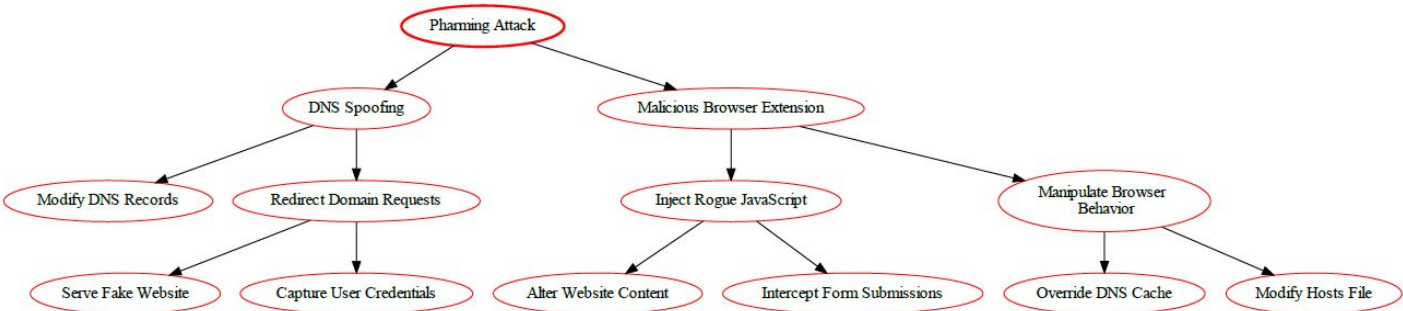 Pharming Attack
DNS Spoofing
Malicious Browser Extension
Modify DNS Records
Redirect Domain Requests
Inject Rogue JavaScript
Manipulate Browser
Behavior
Serve Fake Website
Capture User Credentials
Alter Website Content
Intercept Form Submissions
Override DNS Cache
Modify Hosts File